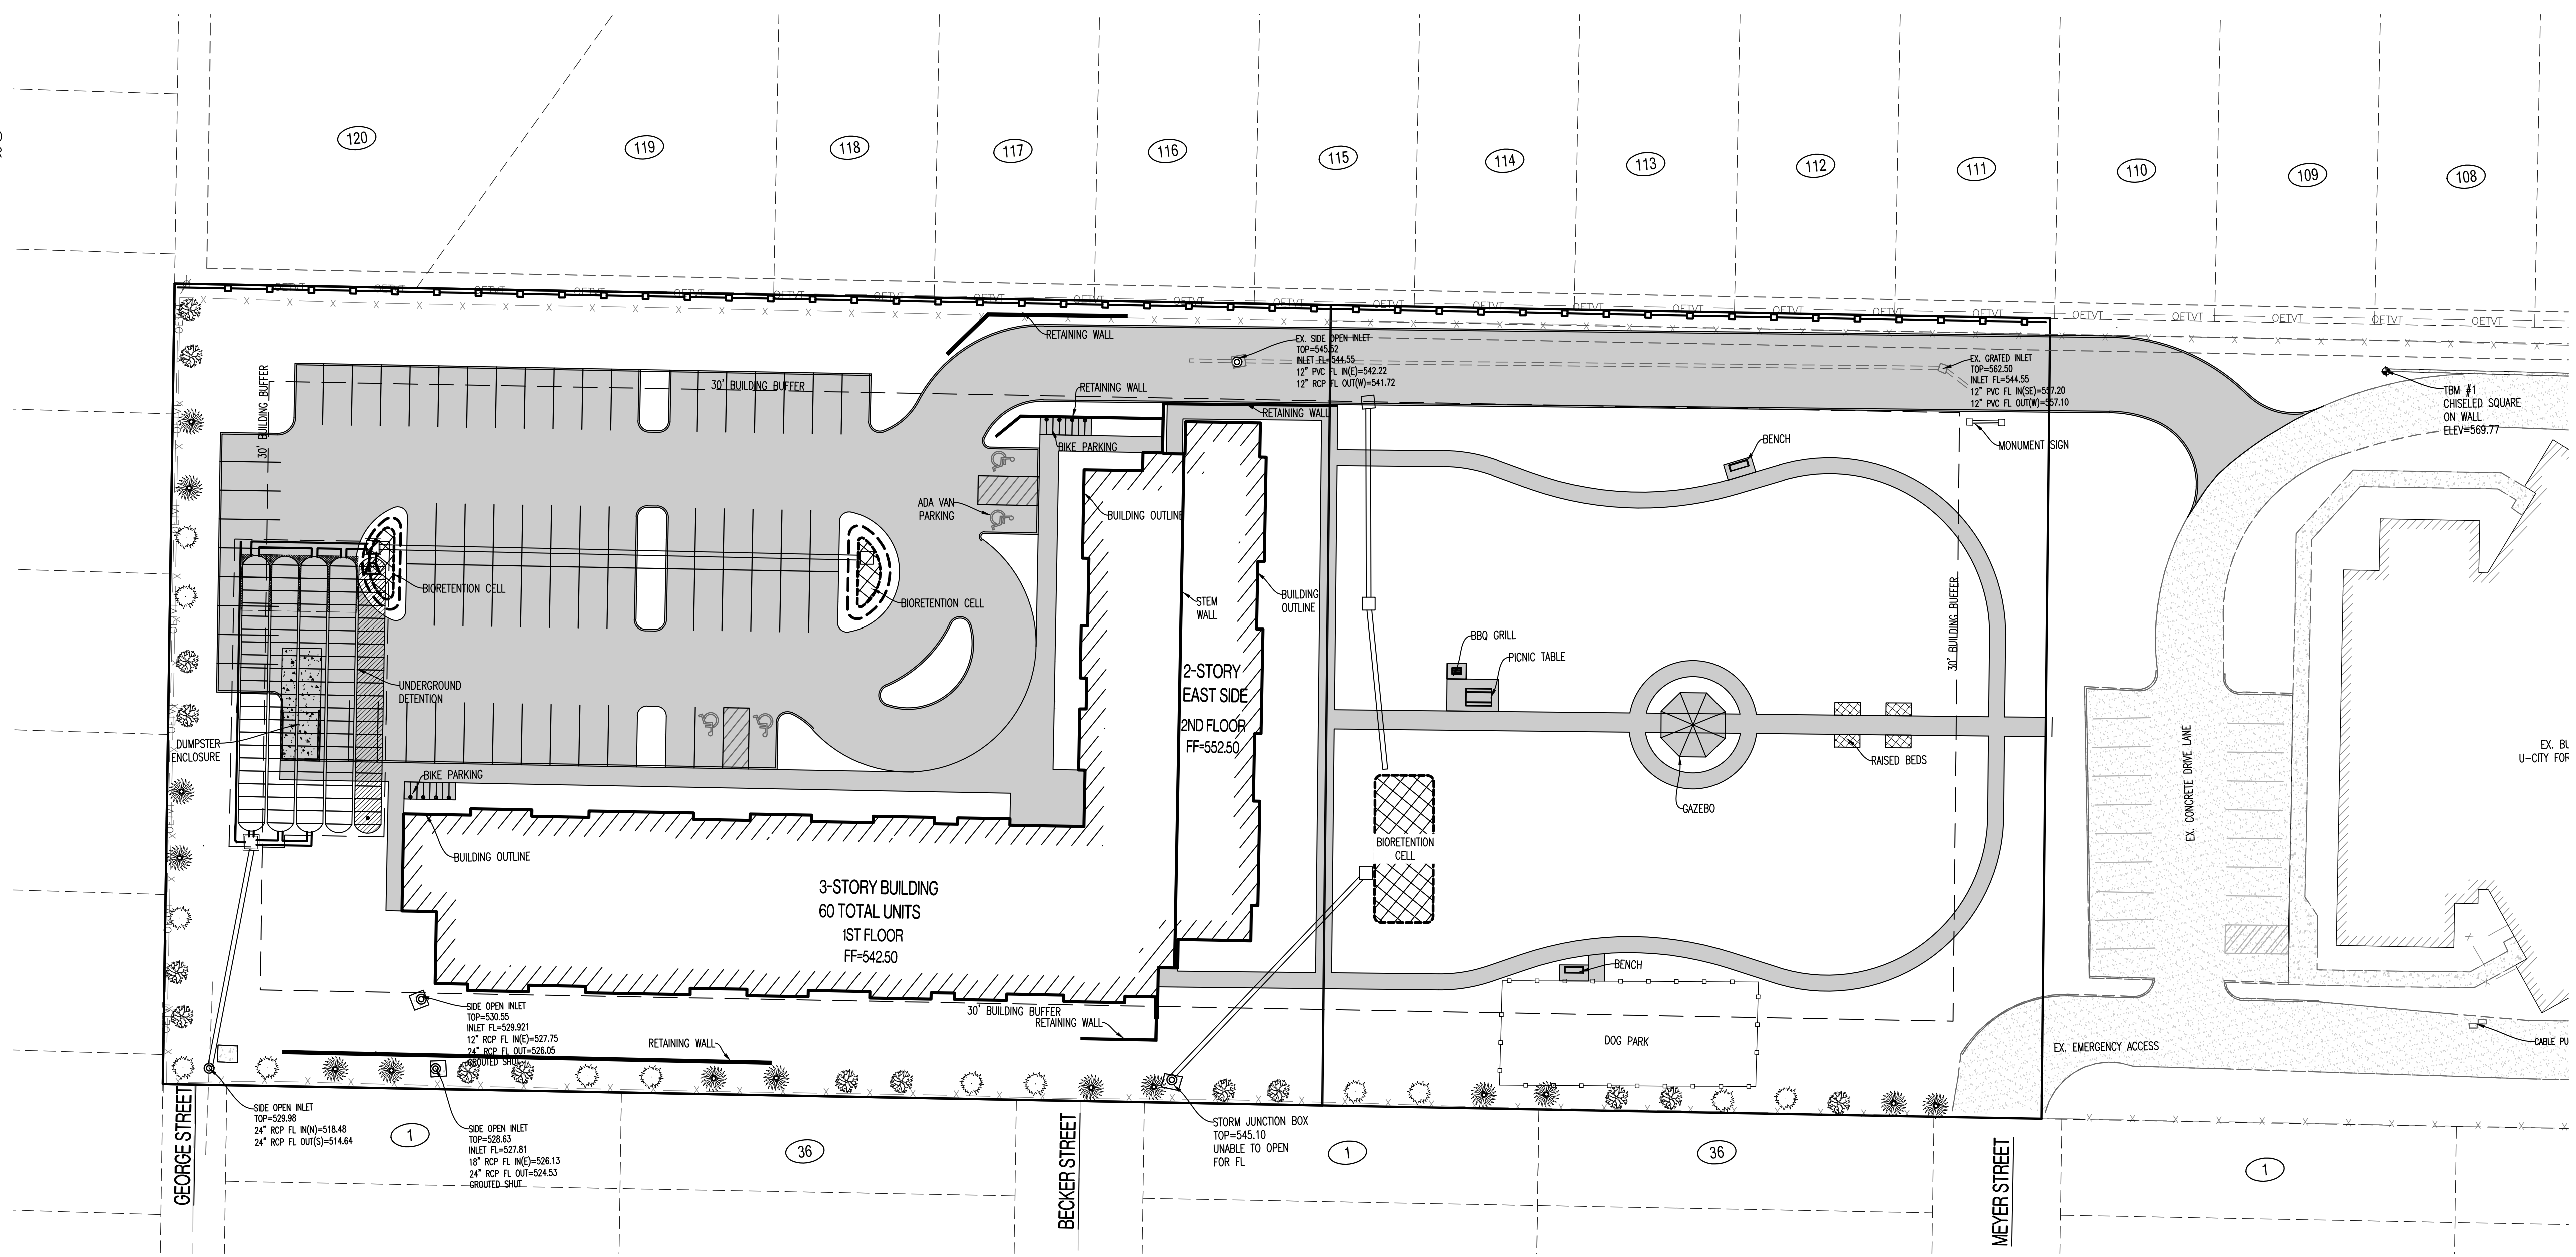 120
119
118
117
116
115
114
113
112
111
110
109
108
OETVT
RETAINING WALL
EX. SIDE OPEN INLET
TOP=545.52
INLET FL=544.55
12" PVC FL IN(E)=542.22
12" RCP FL OUT(W)=541.72
EX. GRATED INLET
TOP=562.50
INLET FL=544.55
12" PVC FL IN(SE)=557.20
12" PVC FL OUT(W)=557.10
TBM #1
CHISELED SQUARE
ON WALL
ELEV=569.77
30' BUILDING BUFFER
30' BUILDING BUFFER
RETAINING WALL
RETAINING WALL
BIKE PARKING
MONUMENT SIGN
BENCH
ADA VAN
PARKING
BUILDING OUTLINE
BIORETENTION CELL
BIORETENTION CELL
STEM
WALL
BUILDING
OUTLINE
30' BUILDING BUFFER
BBQ GRILL
PICNIC TABLE
2-STORY
EAST SIDE
2ND FLOOR
FF=552.50
UNDERGROUND
DETENTION
DUMPSTER
ENCLOSURE
BIKE PARKING
RAISED BEDS
GAZEBO
EX. CONCRETE DRIVE LANE
EX. BU
U-CITY FOR
BUILDING OUTLINE
BIORETENTION
CELL
3-STORY BUILDING
60 TOTAL UNITS
1ST FLOOR
FF=542.50
BENCH
SIDE OPEN INLET
TOP=530.55
INLET FL=529.921
12" RCP FL IN(E)=527.75
24" RCP FL OUT=526.05
GROUTED SHUT
30' BUILDING BUFFER
RETAINING WALL
RETAINING WALL
DOG PARK
EX. EMERGENCY ACCESS
CABLE PU
GEORGE STREET
SIDE OPEN INLET
TOP=529.98
24" RCP FL IN(N)=518.48
24" RCP FL OUT(S)=514.64
1
SIDE OPEN INLET
TOP=528.63
INLET FL=527.81
18" RCP FL IN(E)=526.13
24" RCP FL OUT=524.53
GROUTED SHUT
36
BECKER STREET
STORM JUNCTION BOX
TOP=545.10
UNABLE TO OPEN
FOR FL
1
36
MEYER STREET
1